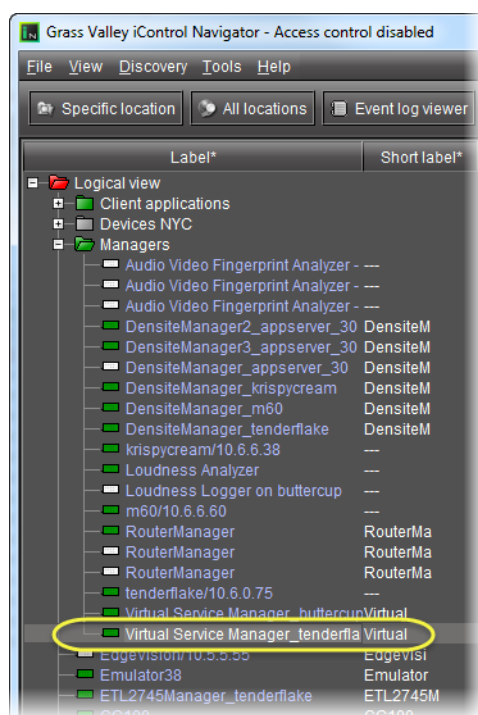 Grass Valley iControl Navigator - Access control disabled
File View Discovery Tools Help
Specific location All locations Event log viewer
Label* Short label*
Logical view
Client applications
Devices NYC
Managers
Audio Video Fingerprint Analyzer - ---
Audio Video Fingerprint Analyzer - ---
Audio Video Fingerprint Analyzer - ---
DensiteManager2_appserver_30 DensiteM
DensiteManager3_appserver_30 DensiteM
DensiteManager_appserver_30 DensiteM
DensiteManager_krispycream DensiteM
DensiteManager_m60 DensiteM
DensiteManager_tenderflake DensiteM
krispycream/10.6.6.38 ---
Loudness Analyzer ---
Loudness Logger on buttercup ---
m60/10.6.6.60 ---
RouterManager RouterMa
RouterManager RouterMa
RouterManager RouterMa
tenderflake/10.6.0.75 ---
Virtual Service Manager_buttercup Virtual
Virtual Service Manager_tenderfla Virtual
EdgeVision/10.5.5.55 EdgeVisi
Emulator38 Emulator
ETL2745Manager_tenderflake ETL2745M